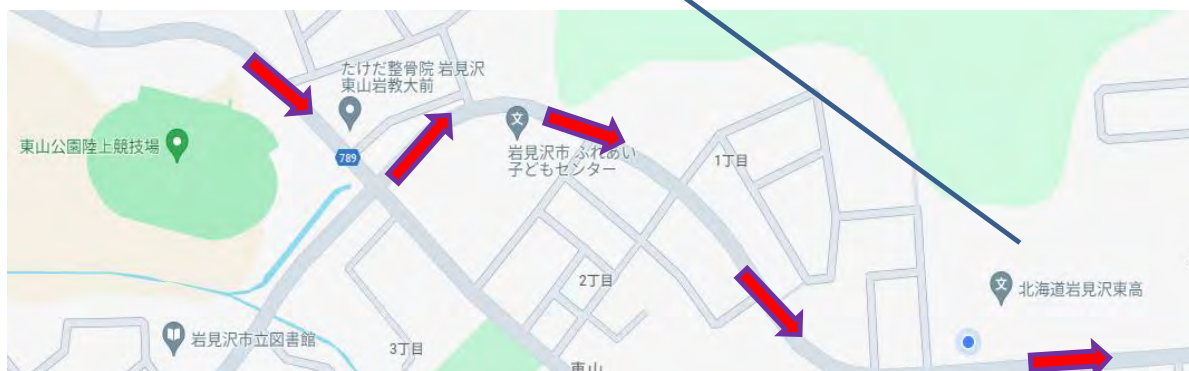 たけだ整骨院 岩見沢
東山岩教大前
東山公園陸上競技場
789
文
岩見沢市 ふれあい
子どもセンター
1丁目
2丁目
文
北海道岩見沢東高
岩見沢市立図書館
3丁目
東山